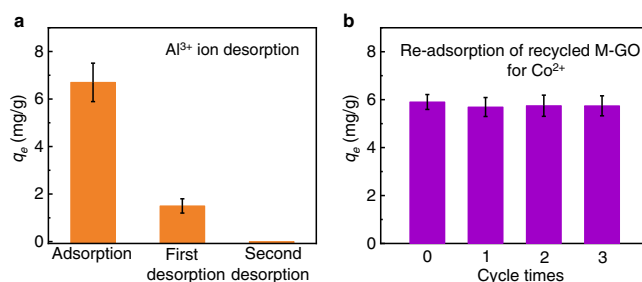 a
Al³⁺ ion desorption
qₑ (mg/g)
8
6
4
2
0
Adsorption
First desorption
Second desorption
b
Re-adsorption of recycled M-GO
for Co²⁺
qₑ (mg/g)
8
6
4
2
0
0 1 2 3
Cycle times